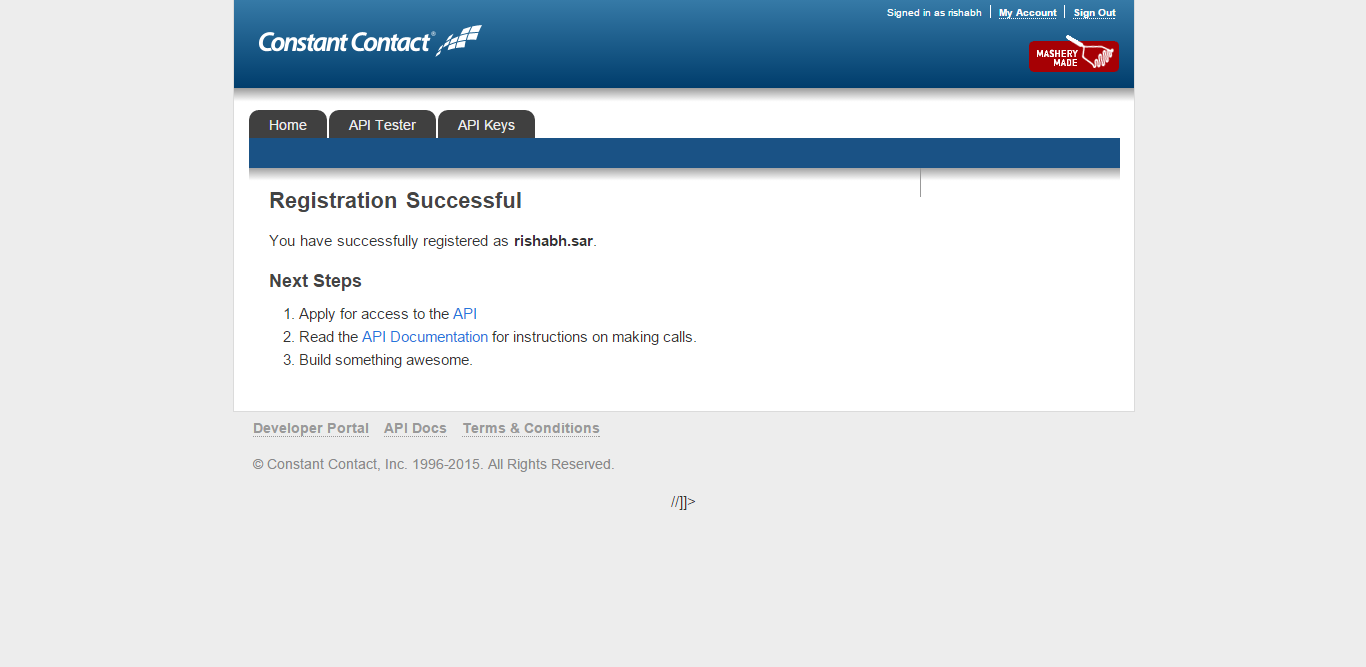 Signed in as rishabh My Account Sign Out
Constant Contact®
MASHERY
MADE
Home API Tester API Keys
Registration Successful
You have successfully registered as rishabh.sar.
Next Steps
1. Apply for access to the API
2. Read the API Documentation for instructions on making calls.
3. Build something awesome.
Developer Portal API Docs Terms & Conditions
© Constant Contact, Inc. 1996-2015. All Rights Reserved.
//]]>